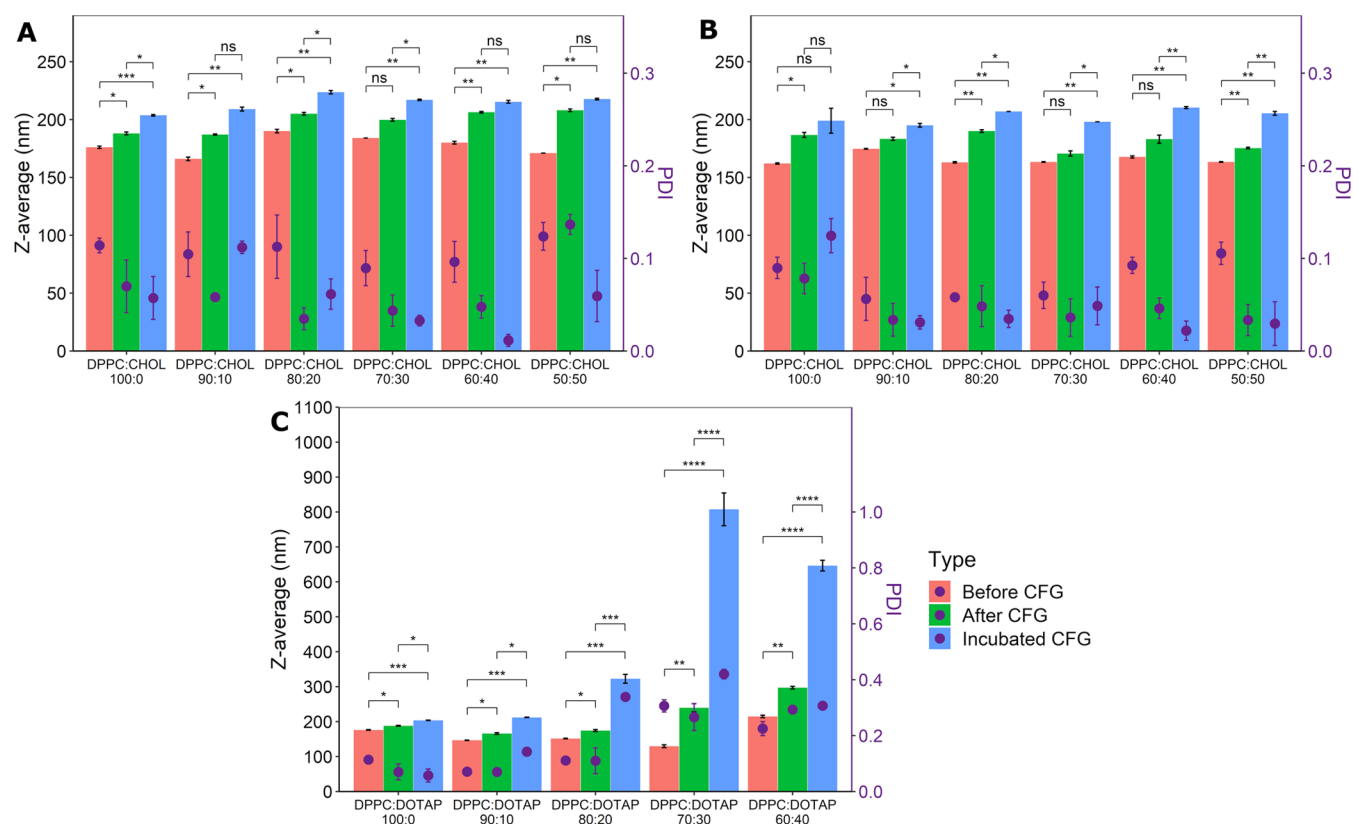 A
Z-average (nm)
250
200
150
100
50
0
*** * *
** * ns
** * *
** ns *
** ** ns
** * ns
0.3
0.2
0.1
0.0
PDI
DPPC:CHOL DPPC:CHOL DPPC:CHOL DPPC:CHOL DPPC:CHOL DPPC:CHOL
100:0 90:10 80:20 70:30 60:40 50:50
B
Z-average (nm)
250
200
150
100
50
0
ns * ns
* ns *
** ** *
** ns *
** ns **
** ** **
0.3
0.2
0.1
0.0
PDI
DPPC:CHOL DPPC:CHOL DPPC:CHOL DPPC:CHOL DPPC:CHOL DPPC:CHOL
100:0 90:10 80:20 70:30 60:40 50:50
C
Z-average (nm)
1100
1000
900
800
700
600
500
400
300
200
100
0
*** * *
*** * *
*** * ***
**** ** ****
**** ** ****
1.0
0.8
0.6
0.4
0.2
0.0
PDI
DPPC:DOTAP DPPC:DOTAP DPPC:DOTAP DPPC:DOTAP DPPC:DOTAP
100:0 90:10 80:20 70:30 60:40
Type
Before CFG
After CFG
Incubated CFG